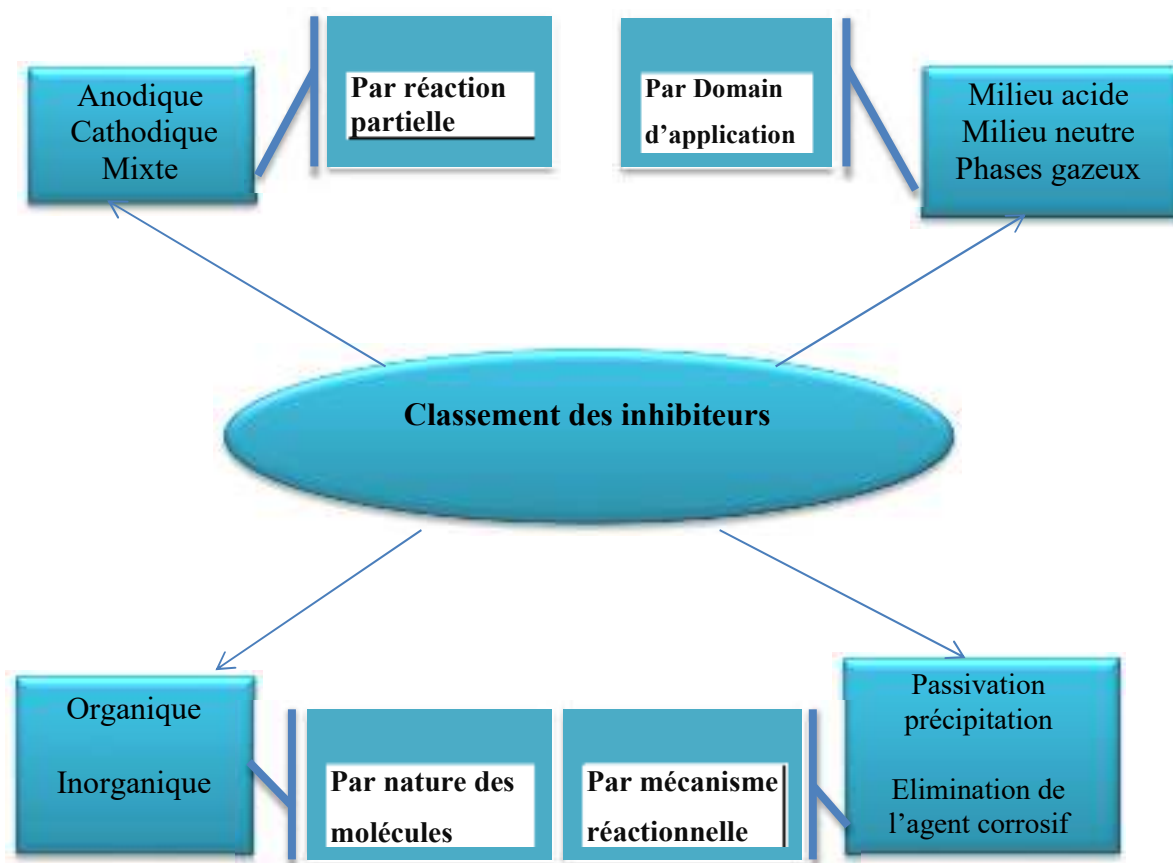 Anodique
Cathodique
Mixte
Par réaction
partielle
Par Domain
d’application
Milieu acide
Milieu neutre
Phases gazeux
Classement des inhibiteurs
Organique
Inorganique
Par nature des
molécules
Par mécanisme
réactionnelle
Passivation
précipitation
Elimination de
l’agent corrosif